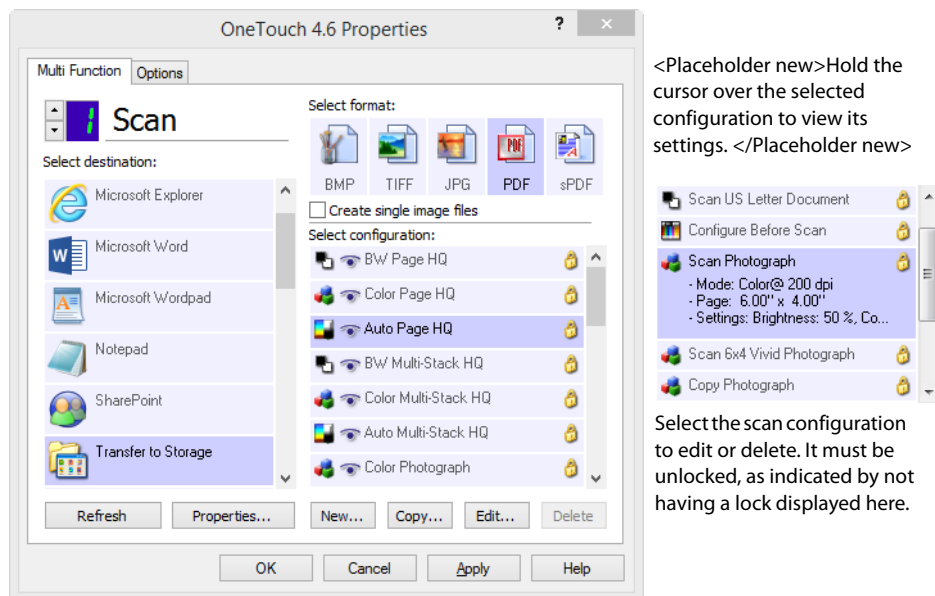 OneTouch 4.6 Properties
?
×
Multi Function
Options
1
Scan
Select destination:
Microsoft Explorer
Microsoft Word
Microsoft Wordpad
Notepad
SharePoint
Transfer to Storage
Refresh
Properties...
Select format:
BMP
TIFF
JPG
PDF
sPDF
Create single image files
Select configuration:
BW Page HQ
Color Page HQ
Auto Page HQ
BW Multi-Stack HQ
Color Multi-Stack HQ
Auto Multi-Stack HQ
Color Photograph
New...
Copy...
Edit...
Delete
OK
Cancel
Apply
Help
<Placeholder new>Hold the
cursor over the selected
configuration to view its
settings. </Placeholder new>
Scan US Letter Document
Configure Before Scan
Scan Photograph
- Mode: Color@ 200 dpi
- Page: 6.00" x 4.00"
- Settings: Brightness: 50 %, Co...
Scan 6x4 Vivid Photograph
Copy Photograph
Select the scan configuration
to edit or delete. It must be
unlocked, as indicated by not
having a lock displayed here.